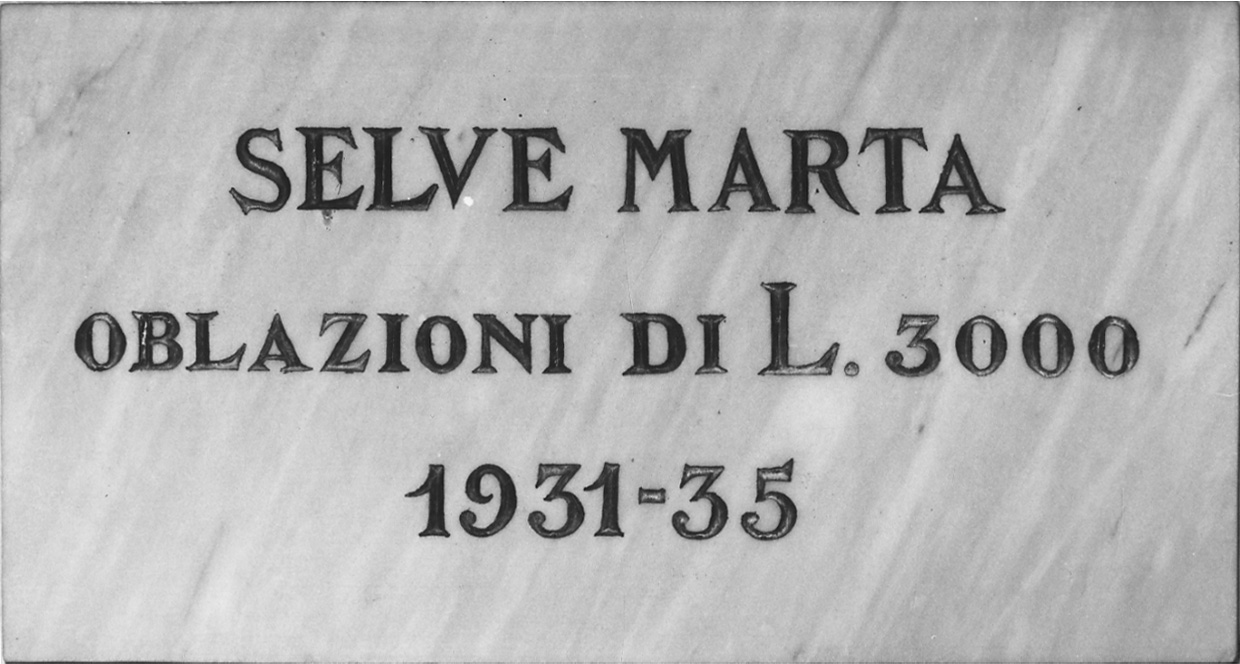 SELVE MARTA
OBLAZIONI DI L. 3000
1931-35